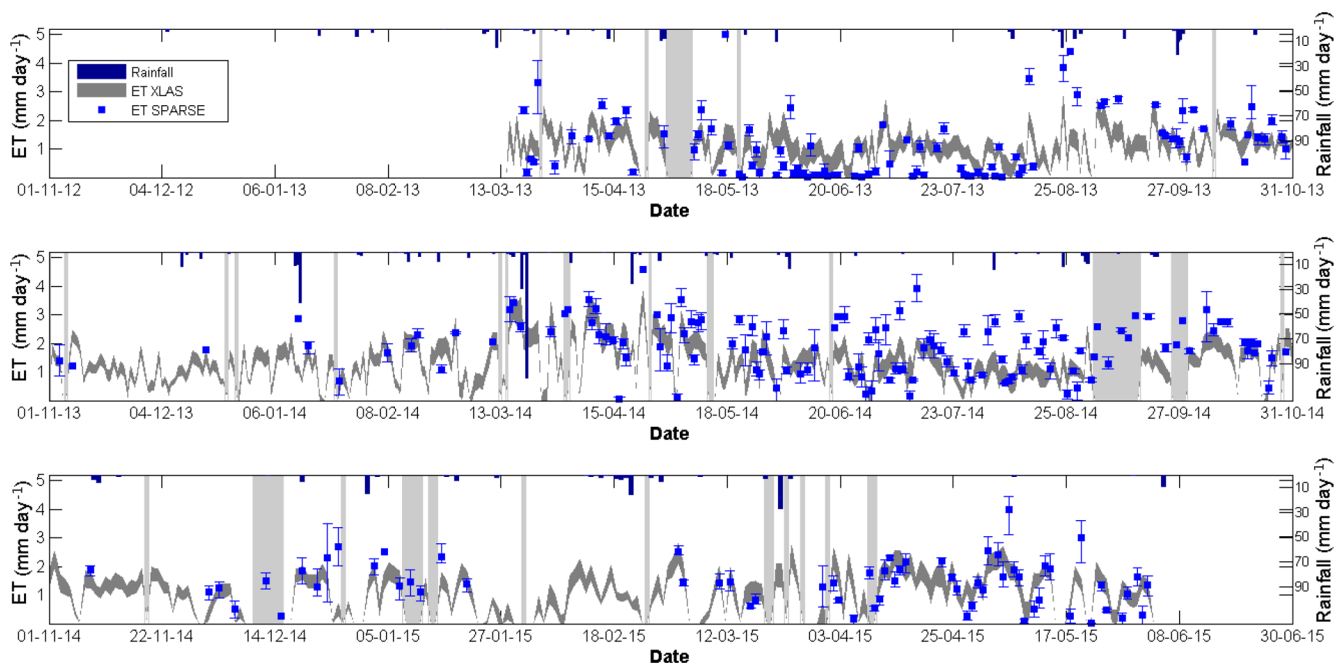 5
4
3
2
1
ET (mm day-1)
10
30
50
70
90
Rainfall (mm day-1)
Rainfall
ET XLAS
ET SPARSE
01-11-12 04-12-12 06-01-13 08-02-13 13-03-13 15-04-13 18-05-13 20-06-13 23-07-13 25-08-13 27-09-13 31-10-13
Date
5
4
3
2
1
ET (mm day-1)
10
30
50
70
90
Rainfall (mm day-1)
01-11-13 04-12-13 06-01-14 08-02-14 13-03-14 15-04-14 18-05-14 20-06-14 23-07-14 25-08-14 27-09-14 31-10-14
Date
5
4
3
2
1
ET (mm day-1)
10
30
50
70
90
Rainfall (mm day-1)
01-11-14 22-11-14 14-12-14 05-01-15 27-01-15 18-02-15 12-03-15 03-04-15 25-04-15 17-05-15 08-06-15 30-06-15
Date